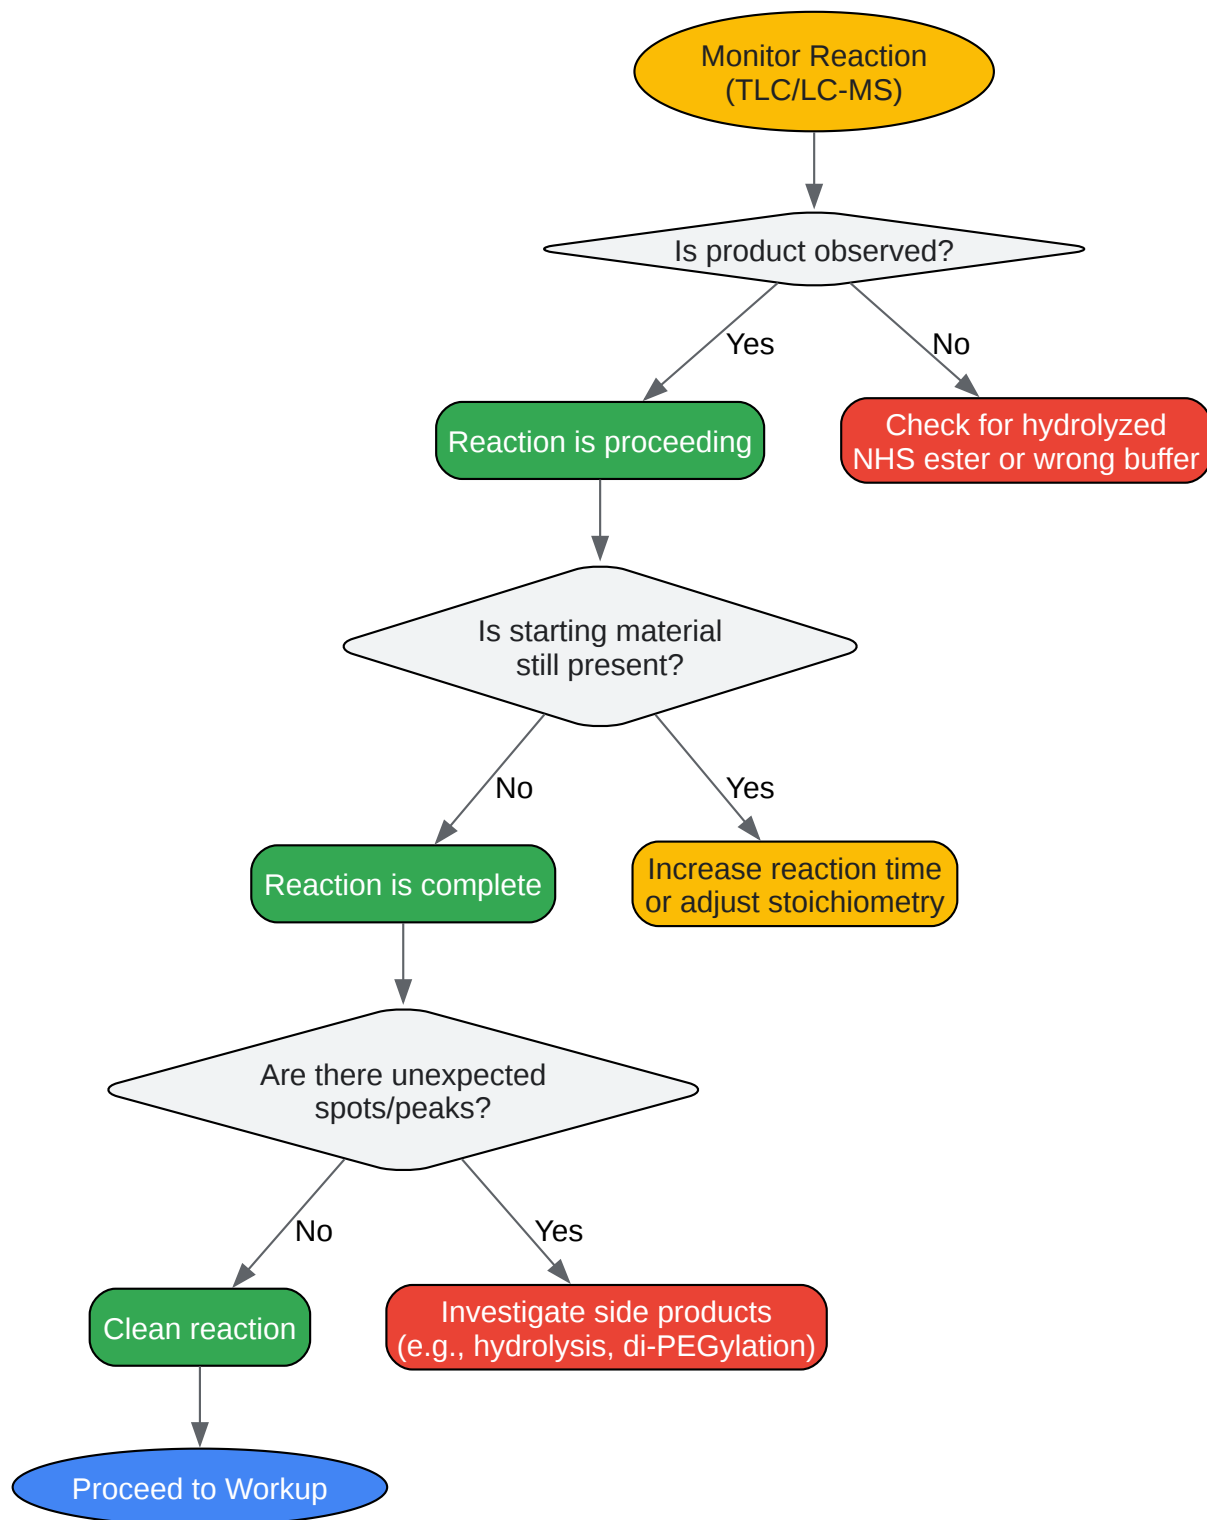 Monitor Reaction
(TLC/LC-MS)
Is product observed?
Yes
No
Reaction is proceeding
Check for hydrolyzed
NHS ester or wrong buffer
Is starting material
still present?
No
Yes
Reaction is complete
Increase reaction time
or adjust stoichiometry
Are there unexpected
spots/peaks?
No
Yes
Clean reaction
Investigate side products
(e.g., hydrolysis, di-PEGylation)
Proceed to Workup